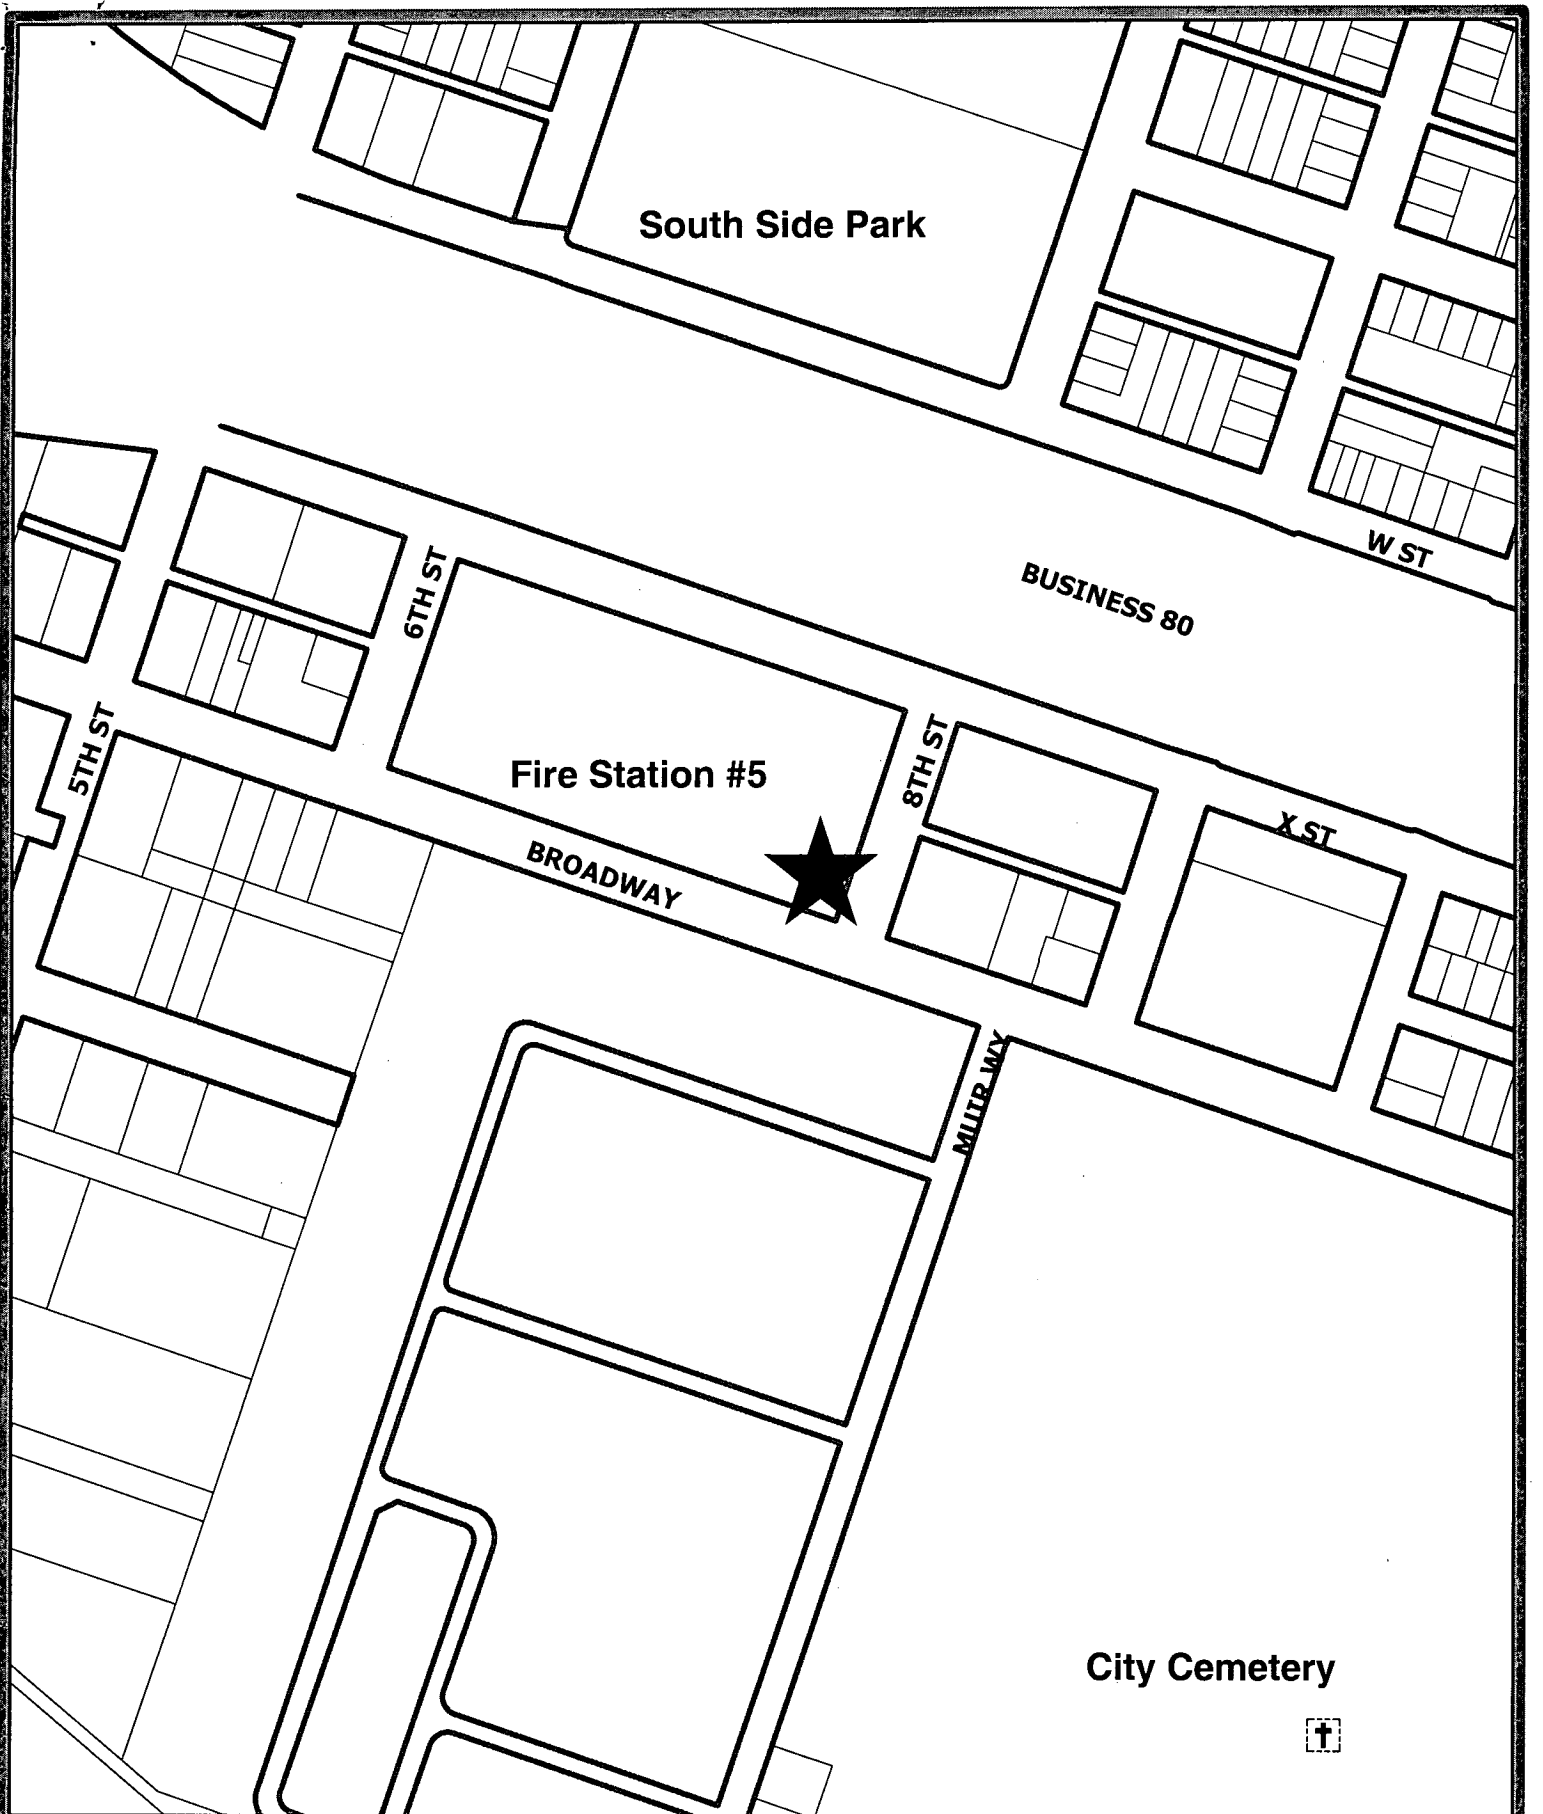 South Side Park
W ST
BUSINESS 80
6TH ST
5TH ST
Fire Station #5
8TH ST
X ST
BROADWAY
MUIR WY
City Cemetery